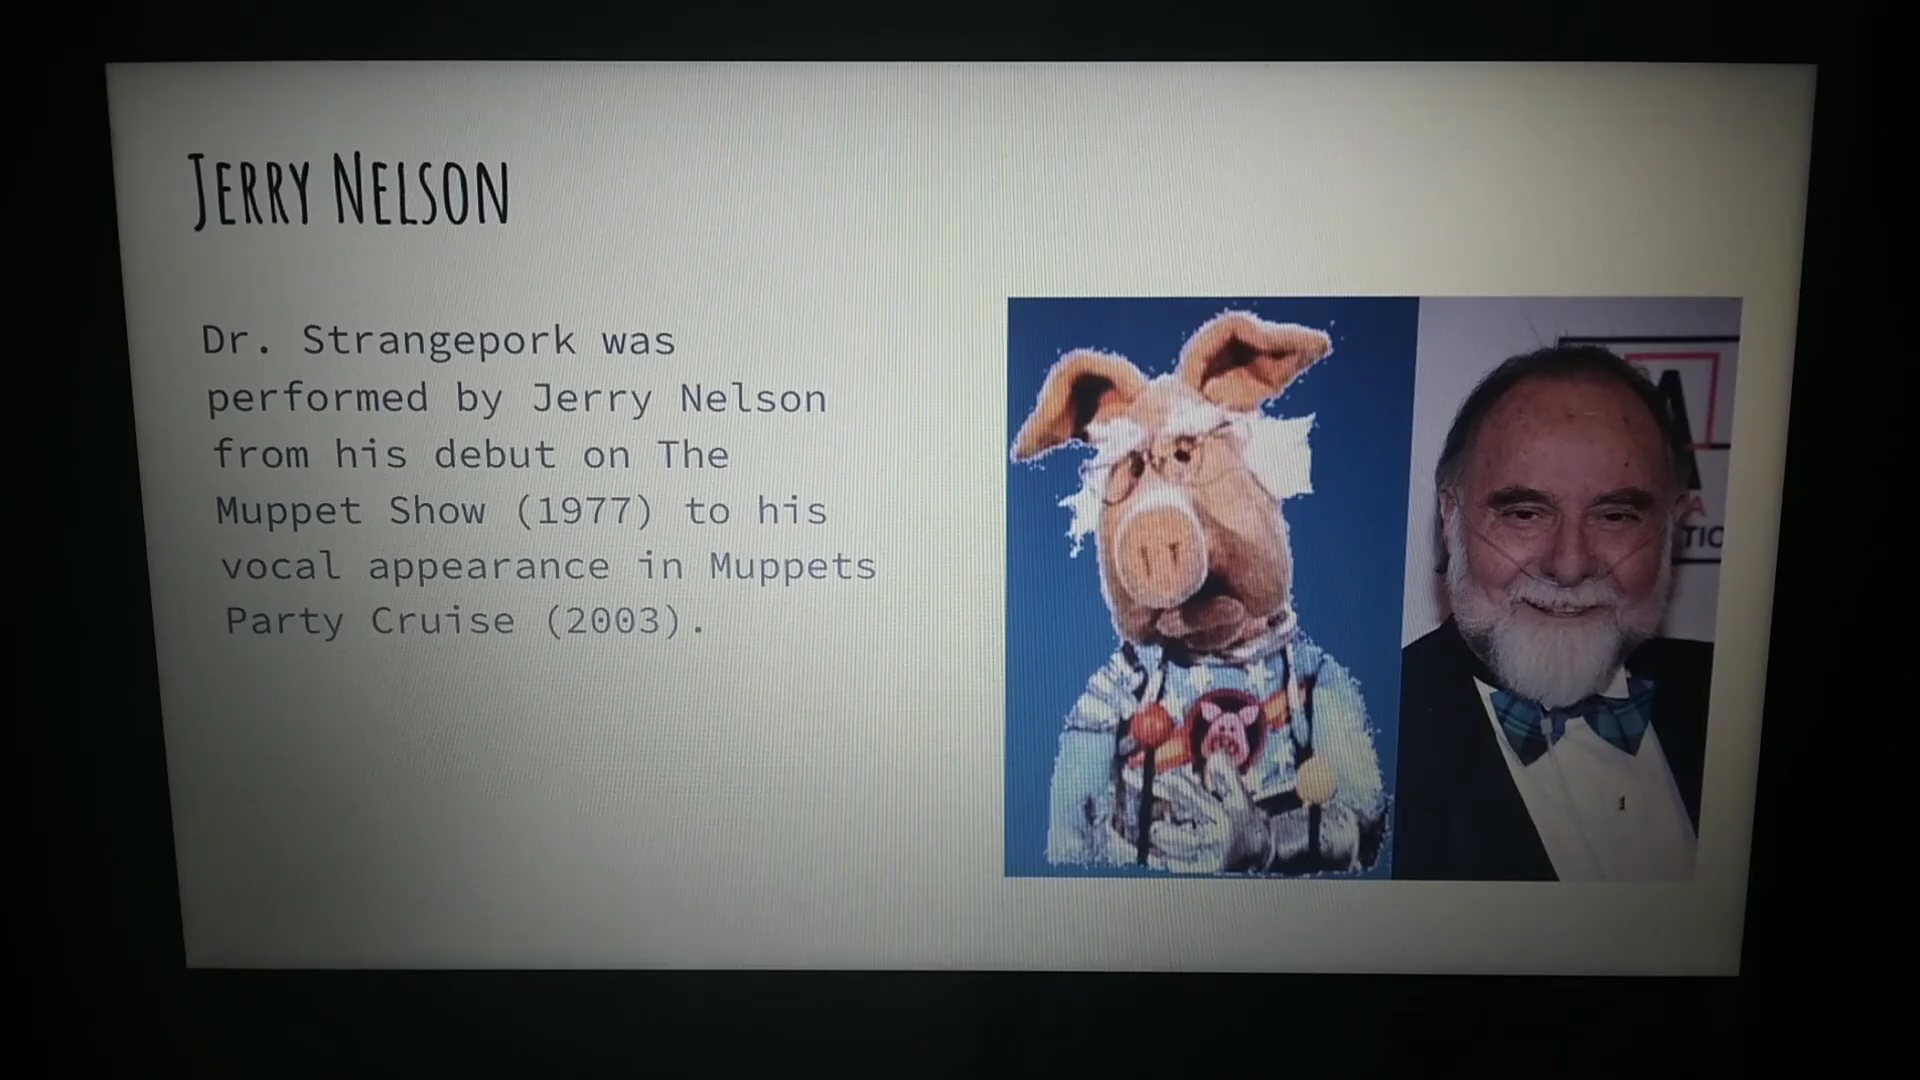 JERRY NELSON
Dr. Strangepork was
performed by Jerry Nelson
from his debut on The
Muppet Show (1977) to his
vocal appearance in Muppets
Party Cruise (2003).